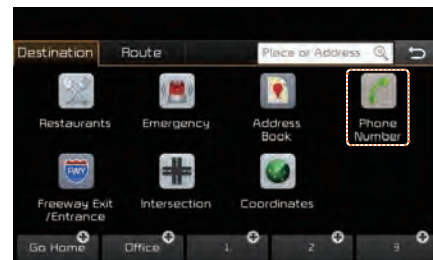 Destination Route Place or Address
Restaurants Emergency Address Book Phone Number
FWY
Freeway Exit /Entrance Intersection Coordinates
Go Home Office 1 2 3